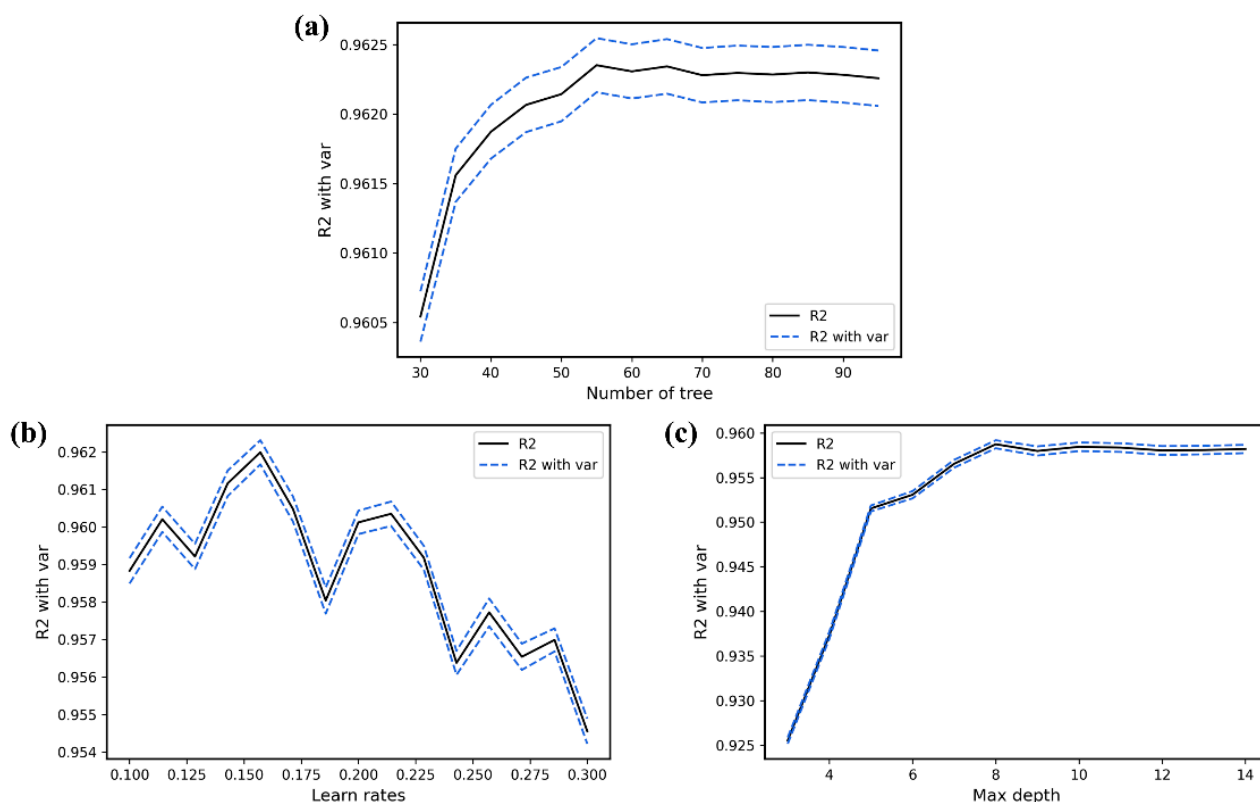 (a)
R2 with var
0.9625
0.9620
0.9615
0.9610
0.9605
R2
R2 with var
30 40 50 60 70 80 90
Number of tree
(b)
R2 with var
0.962
0.961
0.960
0.959
0.958
0.957
0.956
0.955
0.954
R2
R2 with var
0.100 0.125 0.150 0.175 0.200 0.225 0.250 0.275 0.300
Learn rates
(c)
R2 with var
0.960
0.955
0.950
0.945
0.940
0.935
0.930
0.925
R2
R2 with var
4 6 8 10 12 14
Max depth